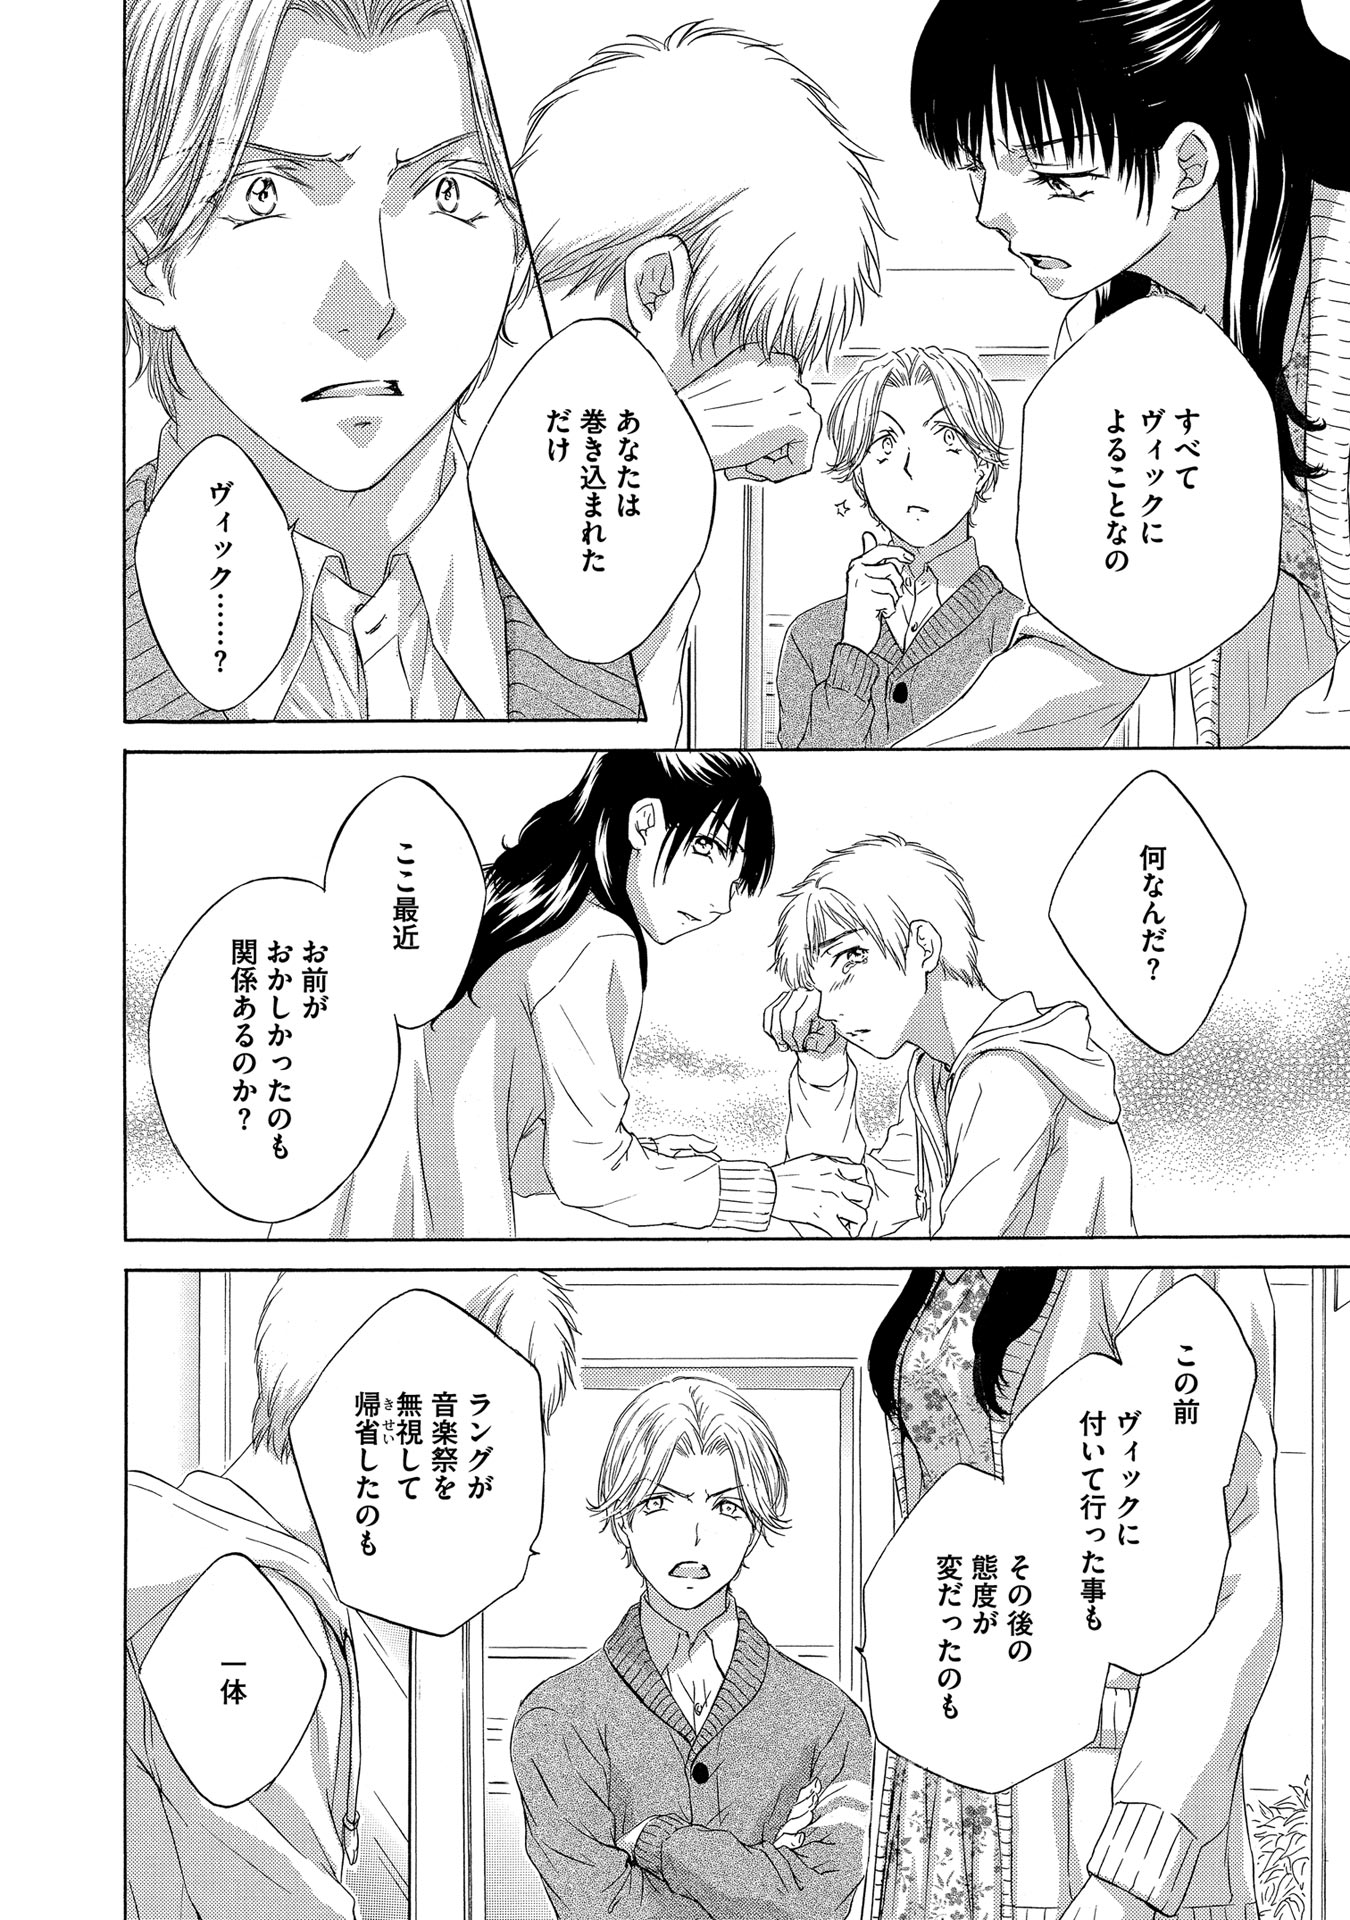 すべて
ヴィックに
よることなの
あなたは
巻き込まれた
だけ
ヴィック……?
何なんだ?
ここ最近
お前が
おかしかったのも
関係あるのか?
この前
ヴィックに
付いて行った事も
その後の
態度が
変だったのも
ラングが
音楽祭を
無視して
帰省したのも
きせい
一体